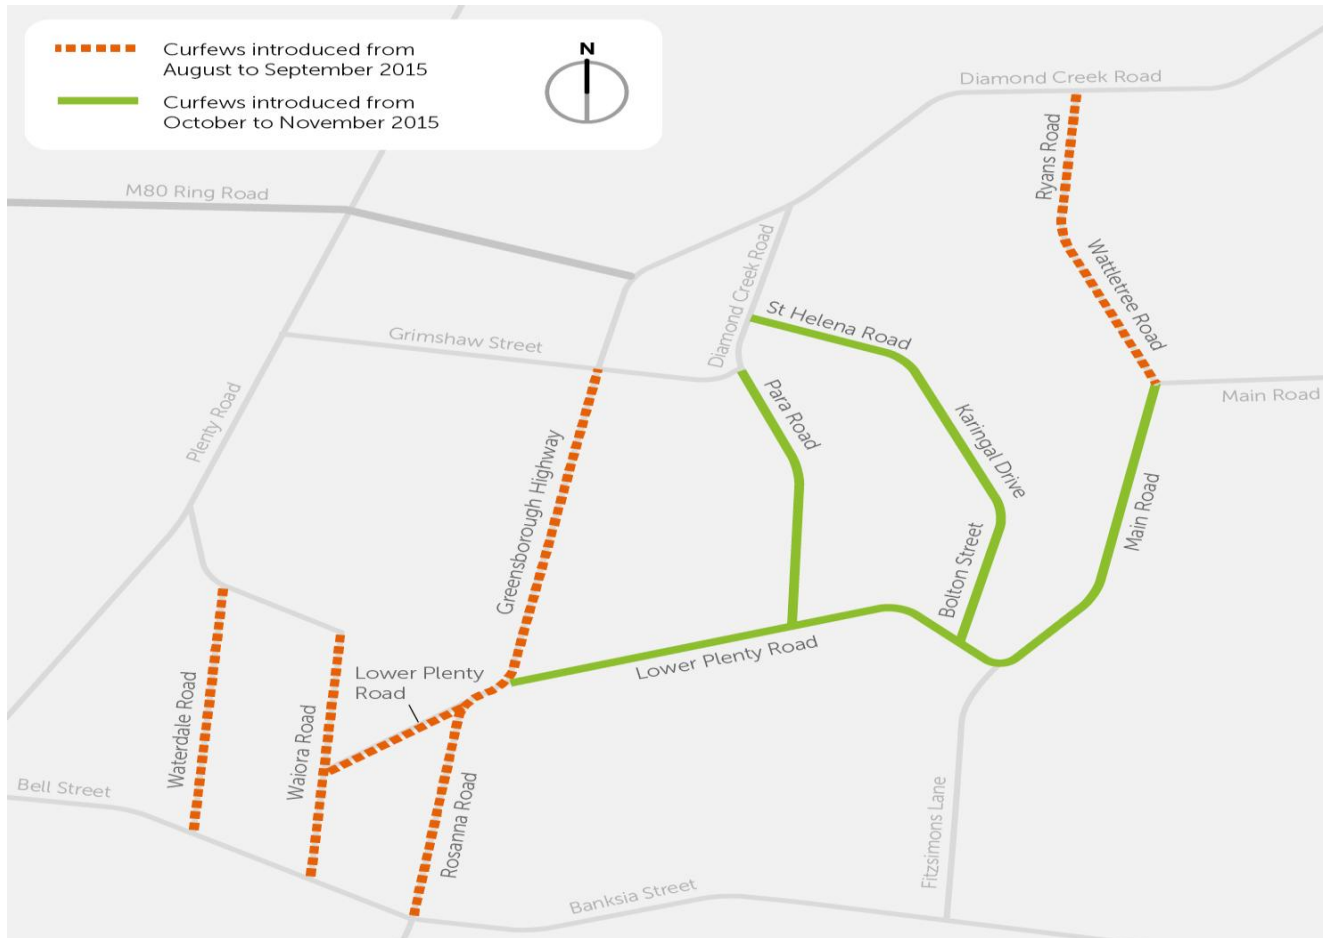 Curfews introduced from
August to September 2015
Curfews introduced from
October to November 2015
N
Diamond Creek Road
Ryans Road
M80 Ring Road
Wattletree Road
Diamond Creek Road
St Helena Road
Grimshaw Street
Main Road
Para Road
Plenty Road
Karingal Drive
Greensborough Highway
Main Road
Bolton Street
Lower Plenty Road
Lower Plenty
Road
Waterdale Road
Waiora Road
Rosanna Road
Bell Street
Fitzsimons Lane
Banksia Street